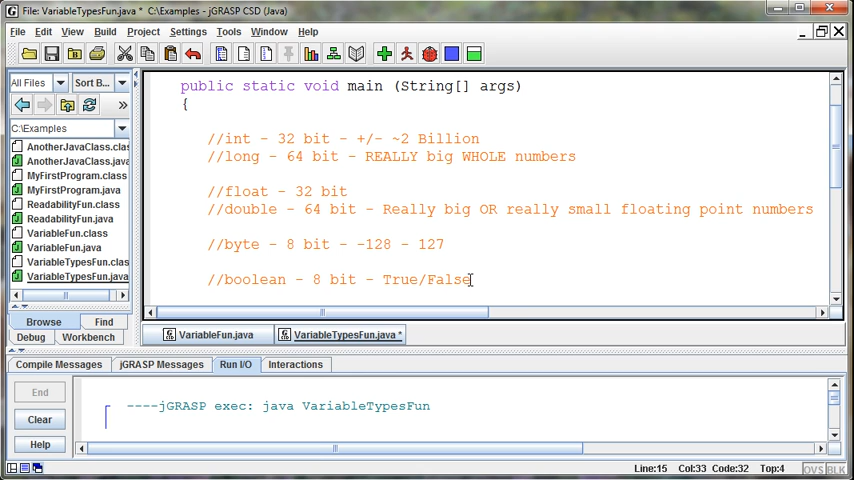 File: VariableTypesFun.java * C:\Examples - jGRASP CSD (Java)
File Edit View Build Project Settings Tools Window Help
All Files Sort B...
C:\Examples
AnotherJavaClass.clas
AnotherJavaClass.java
MyFirstProgram.class
MyFirstProgram.java
ReadabilityFun.class
ReadabilityFun.java
VariableFun.class
VariableFun.java
VariableTypesFun.clas
VariableTypesFun.java
Browse Find
Debug Workbench
public static void main (String[] args)
{
//int - 32 bit - +/- ~2 Billion
//long - 64 bit - REALLY big WHOLE numbers
//float - 32 bit
//double - 64 bit - Really big OR really small floating point numbers
//byte - 8 bit - -128 - 127
//boolean - 8 bit - True/False
VariableFun.java VariableTypesFun.java *
Compile Messages jGRASP Messages Run I/O Interactions
End
Clear
Help
----jGRASP exec: java VariableTypesFun
Line:15 Col:33 Code:32 Top:4 OVS BLK